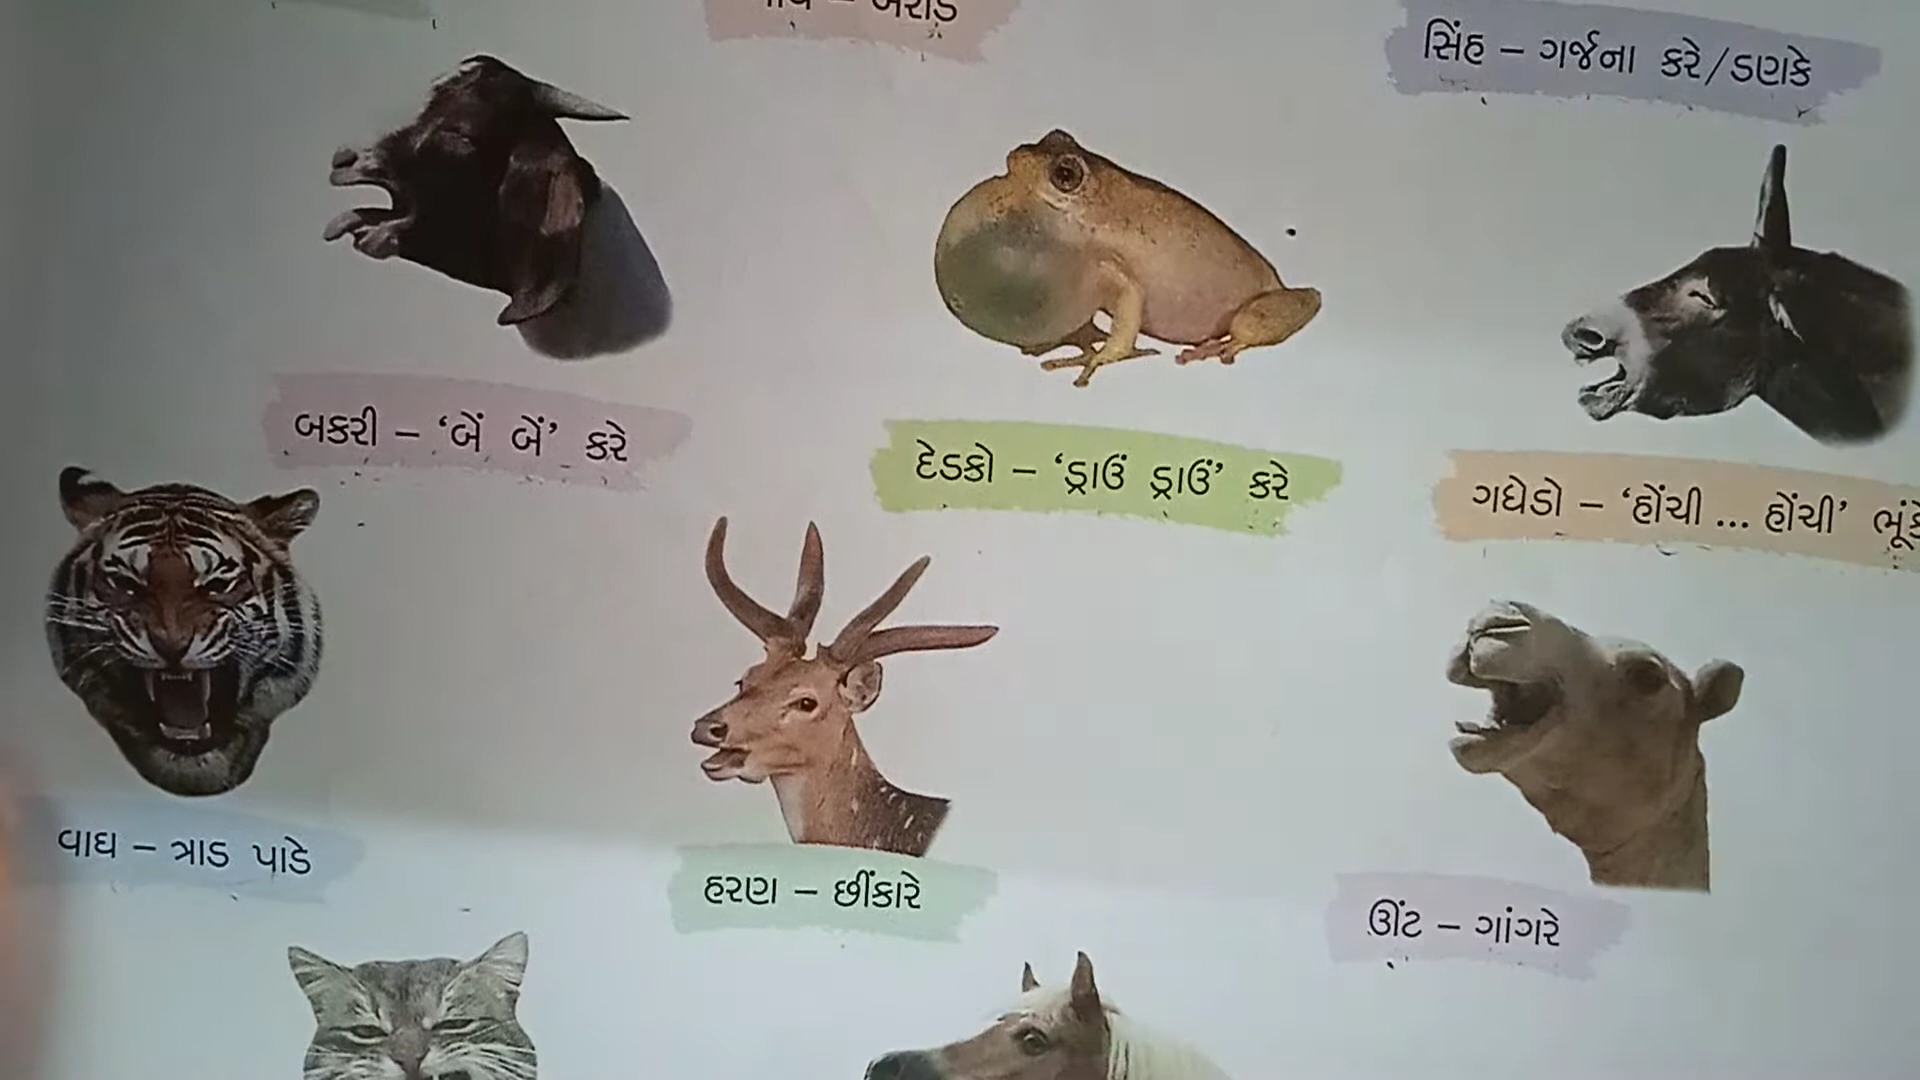 સિંહ – ગર્જના કરે/ડણકે
બકરી – ‘બેં બેં’ કરે
દેડકો – ‘ડ્રાઉં ડ્રાઉં’ કરે
ગધેડો – ‘હોંચી ... હોંચી’
વાઘ – ત્રાડ પાડે
હરણ – છીંકારે
ઊંટ – ગાંગરે